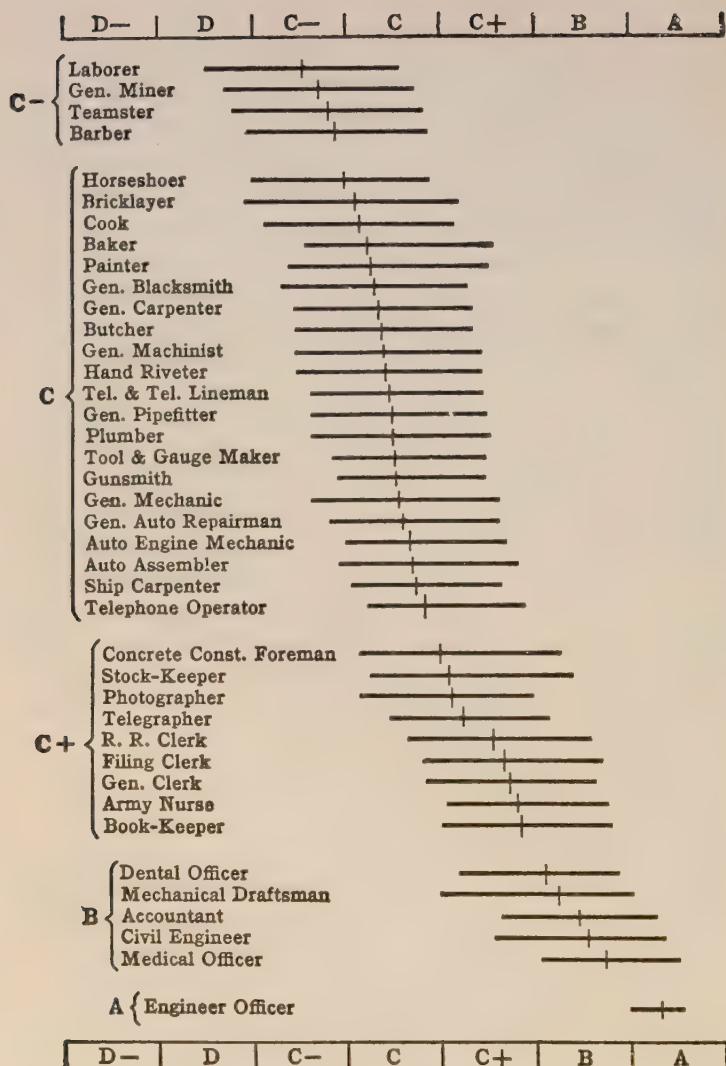 D— D C— C C+ B A
C—
Laborer
Gen. Miner
Teamster
Barber
C
Horseshoer
Bricklayer
Cook
Baker
Painter
Gen. Blacksmith
Gen. Carpenter
Butcher
Gen. Machinist
Hand Riveter
Tel. & Tel. Lineman
Gen. Pipefitter
Plumber
Tool & Gauge Maker
Gunsmith
Gen. Mechanic
Gen. Auto Repairman
Auto Engine Mechanic
Auto Assembler
Ship Carpenter
Telephone Operator
C+
Concrete Const. Foreman
Stock-Keeper
Photographer
Telegrapher
R. R. Clerk
Filing Clerk
Gen. Clerk
Army Nurse
Book-Keeper
B
Dental Officer
Mechanical Draftsman
Accountant
Civil Engineer
Medical Officer
A Engineer Officer
D— D C— C C+ B A